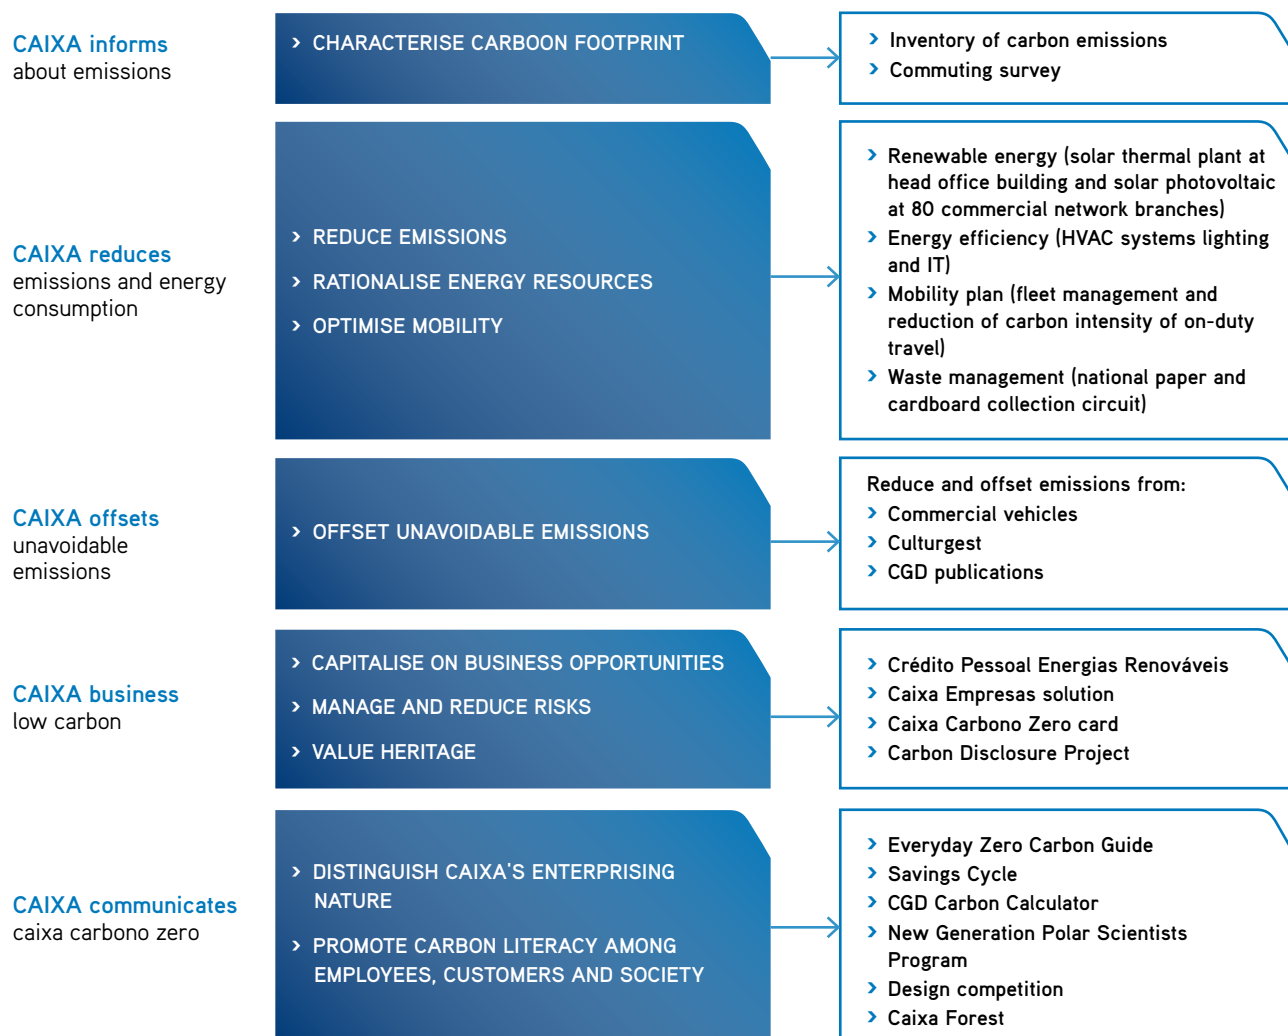 CAIXA informs
about emissions
› CHARACTERISE CARBOON FOOTPRINT
› Inventory of carbon emissions
› Commuting survey
CAIXA reduces
emissions and energy
consumption
› REDUCE EMISSIONS
› RATIONALISE ENERGY RESOURCES
› OPTIMISE MOBILITY
› Renewable energy (solar thermal plant at
head office building and solar photovoltaic
at 80 commercial network branches)
› Energy efficiency (HVAC systems lighting
and IT)
› Mobility plan (fleet management and
reduction of carbon intensity of on-duty
travel)
› Waste management (national paper and
cardboard collection circuit)
CAIXA offsets
unavoidable
emissions
› OFFSET UNAVOIDABLE EMISSIONS
Reduce and offset emissions from:
› Commercial vehicles
› Culturgest
› CGD publications
CAIXA business
low carbon
› CAPITALISE ON BUSINESS OPPORTUNITIES
› MANAGE AND REDUCE RISKS
› VALUE HERITAGE
› Crédito Pessoal Energias Renováveis
› Caixa Empresas solution
› Caixa Carbono Zero card
› Carbon Disclosure Project
CAIXA communicates
caixa carbono zero
› DISTINGUISH CAIXA'S ENTERPRISING
NATURE
› PROMOTE CARBON LITERACY AMONG
EMPLOYEES, CUSTOMERS AND SOCIETY
› Everyday Zero Carbon Guide
› Savings Cycle
› CGD Carbon Calculator
› New Generation Polar Scientists
Program
› Design competition
› Caixa Forest